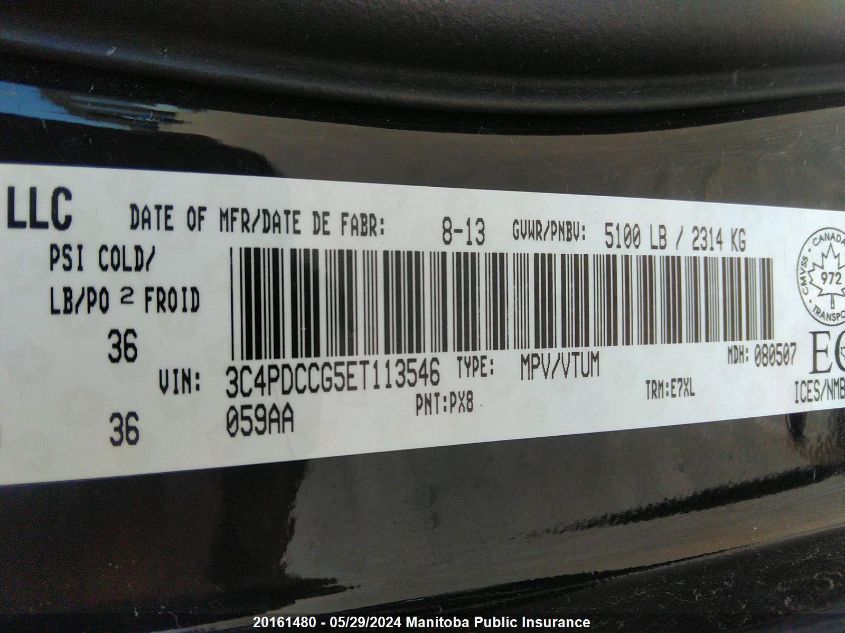 LLC DATE OF MFR/DATE DE FABR: 8-13 GVWR/PNBV: 5100 LB / 2314 KG
PSI COLD/
LB/PO 2 FROID
36
VIN: 3C4PDCCG5ET113546 TYPE: MPV/VTUM MDH: 080507
36 059AA PNT:PX8 TRM:E7XL ICES/NMB
CANADA
CMVSS
972
TRANSPO
20161480 - 05/29/2024 Manitoba Public Insurance